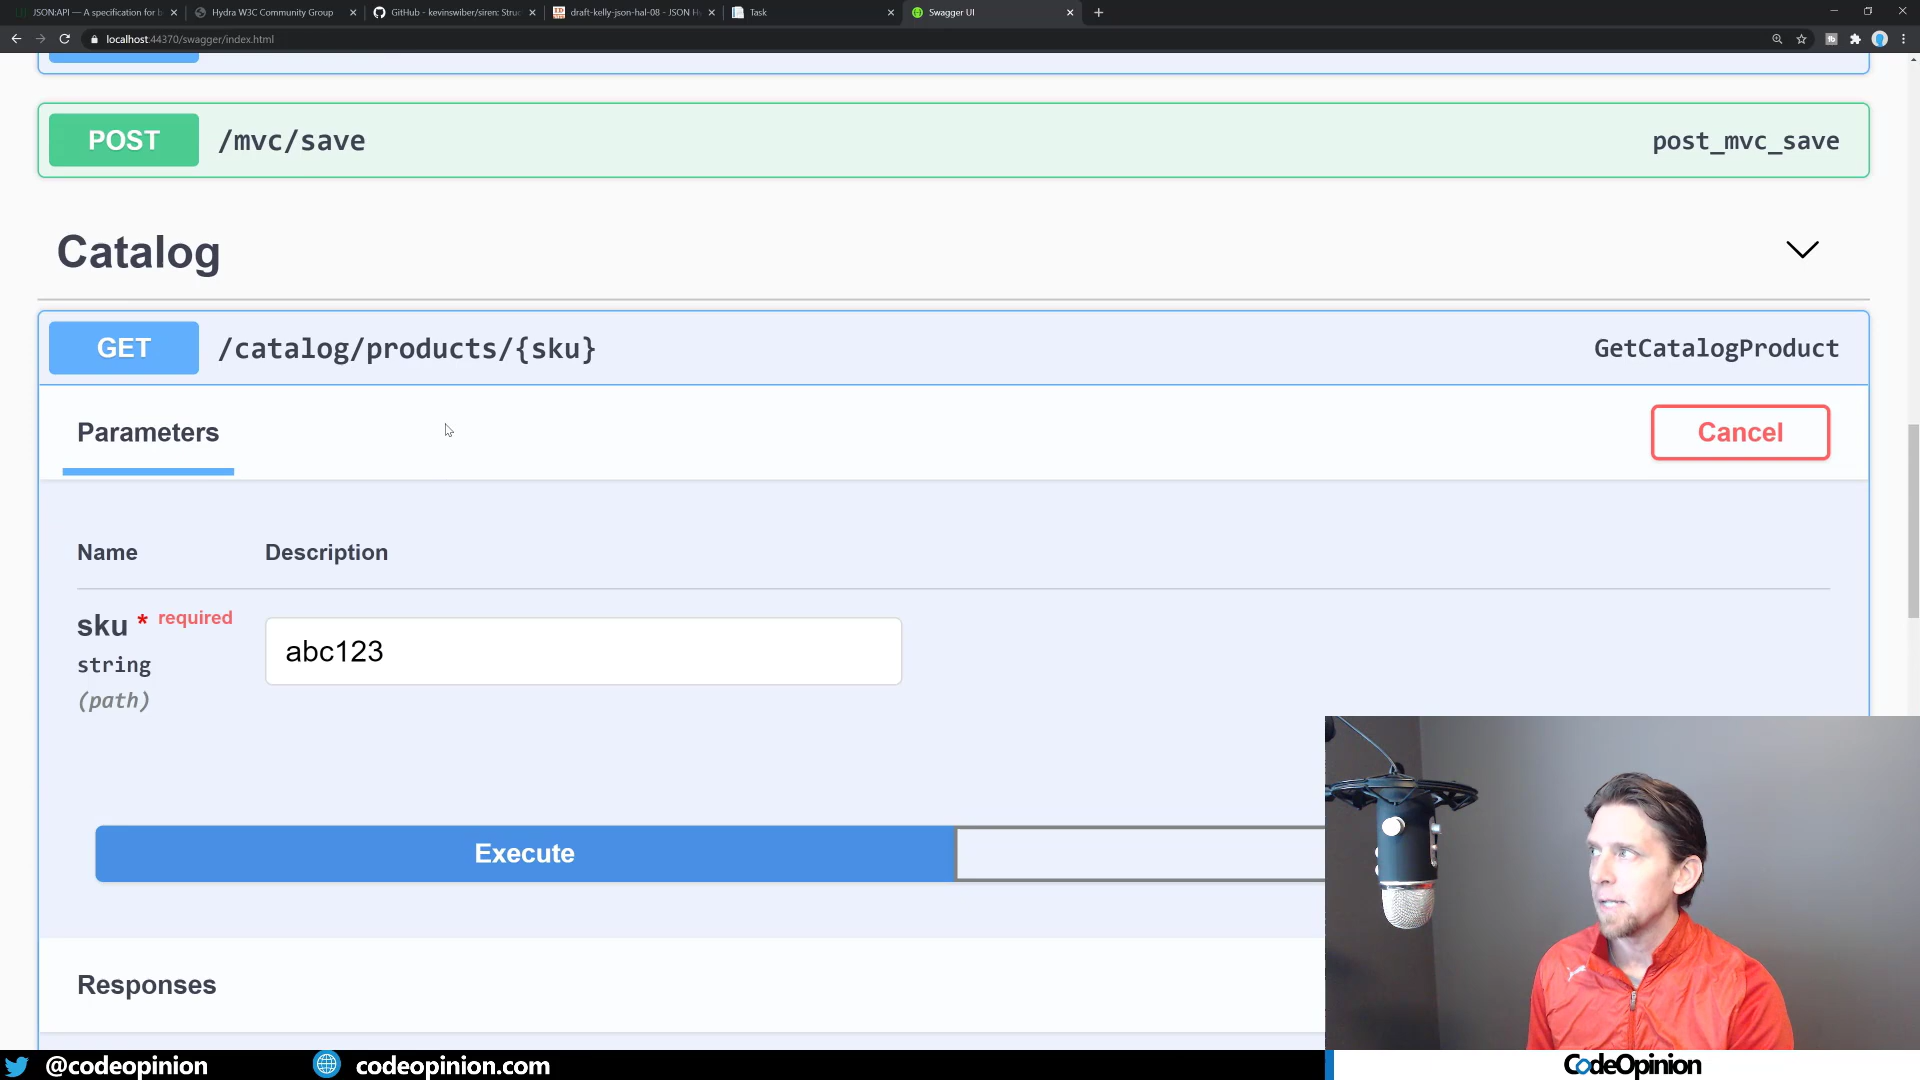 JSON:API — A specification for b
Hydra W3C Community Group
GitHub - kevinswiber/siren: Struc
draft-kelly-json-hal-08 - JSON H
Task
Swagger UI
localhost:44370/swagger/index.html
POST /mvc/save post_mvc_save
Catalog
GET /catalog/products/{sku} GetCatalogProduct
Parameters
Cancel
Name Description
sku * required
string
(path)
abc123
Execute
Responses
@codeopinion codeopinion.com CodeOpinion